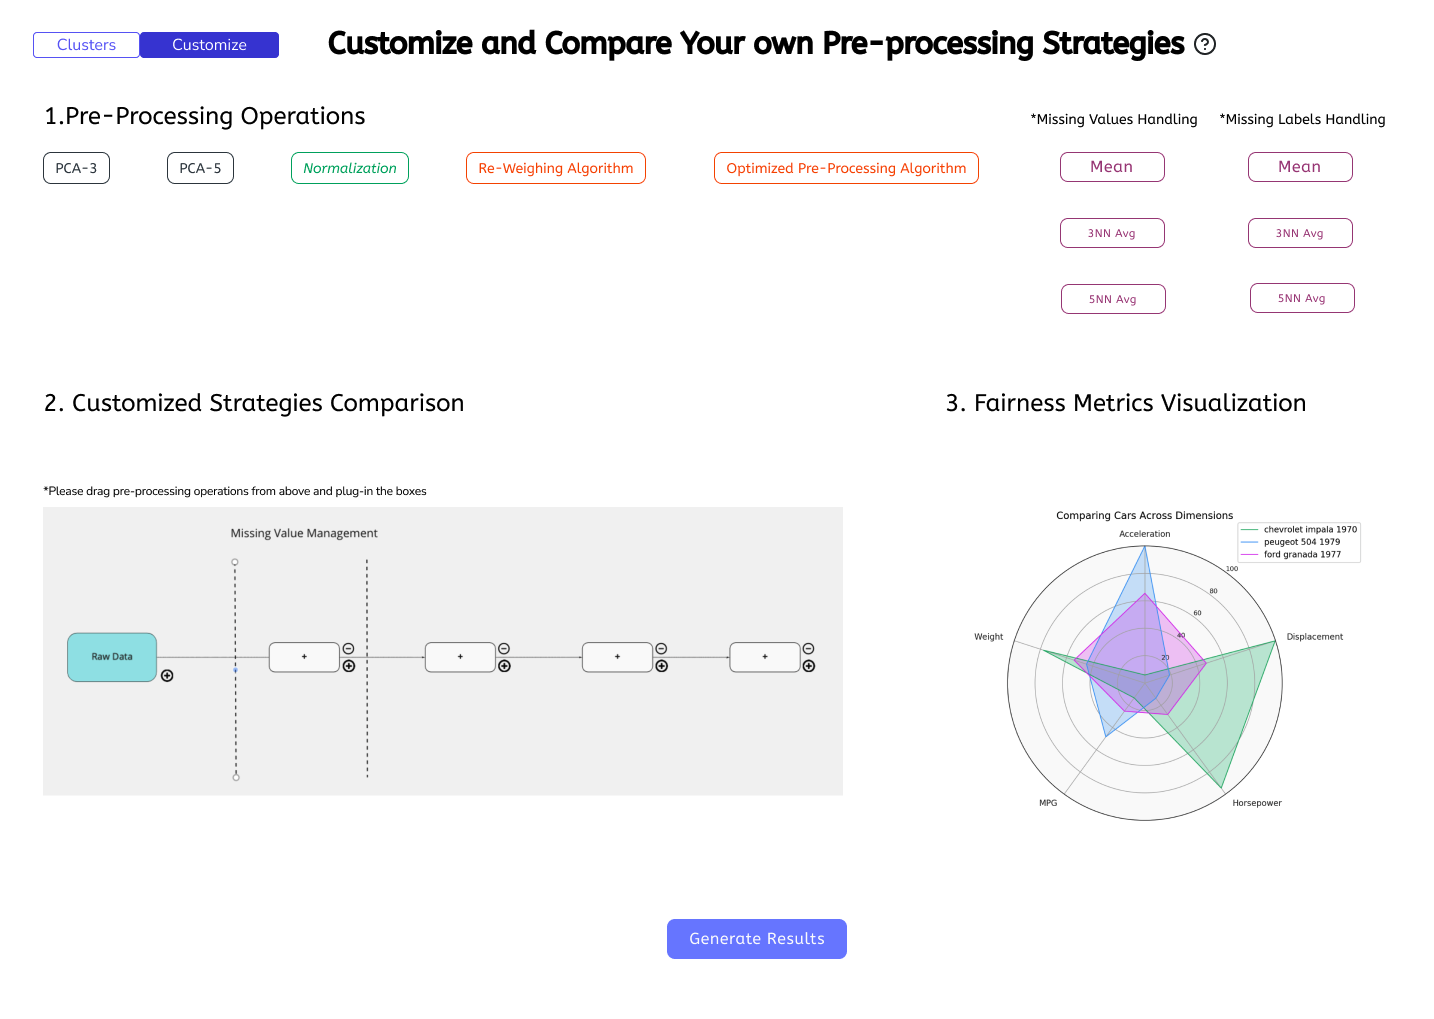 Clusters
Customize
Customize and Compare Your own Pre-processing Strategies ?
1.Pre-Processing Operations
*Missing Values Handling
*Missing Labels Handling
PCA-3
PCA-5
Normalization
Re-Weighing Algorithm
Optimized Pre-Processing Algorithm
Mean
Mean
3NN Avg
3NN Avg
5NN Avg
5NN Avg
2. Customized Strategies Comparison
3. Fairness Metrics Visualization
*Please drag pre-processing operations from above and plug-in the boxes
Missing Value Management
Raw Data
+
+
+
+
Comparing Cars Across Dimensions
chevrolet impala 1970
peugeot 504 1979
ford granada 1977
Acceleration
100
80
60
40
20
Weight
Displacement
MPG
Horsepower
Generate Results